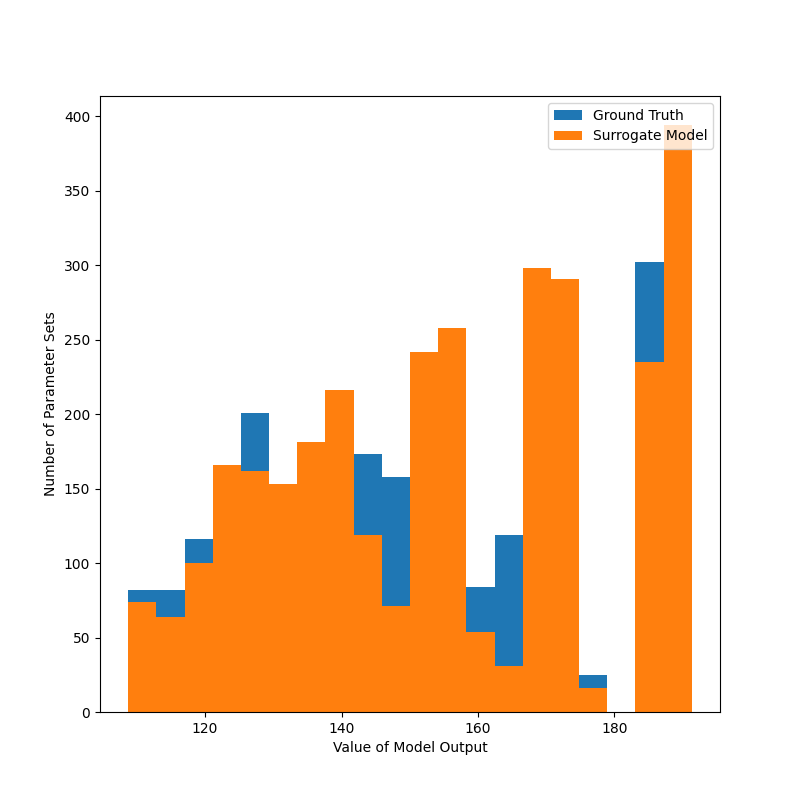 Ground Truth
Surrogate Model
400
350
300
250
200
150
100
50
0
Number of Parameter Sets
120 140 160 180
Value of Model Output